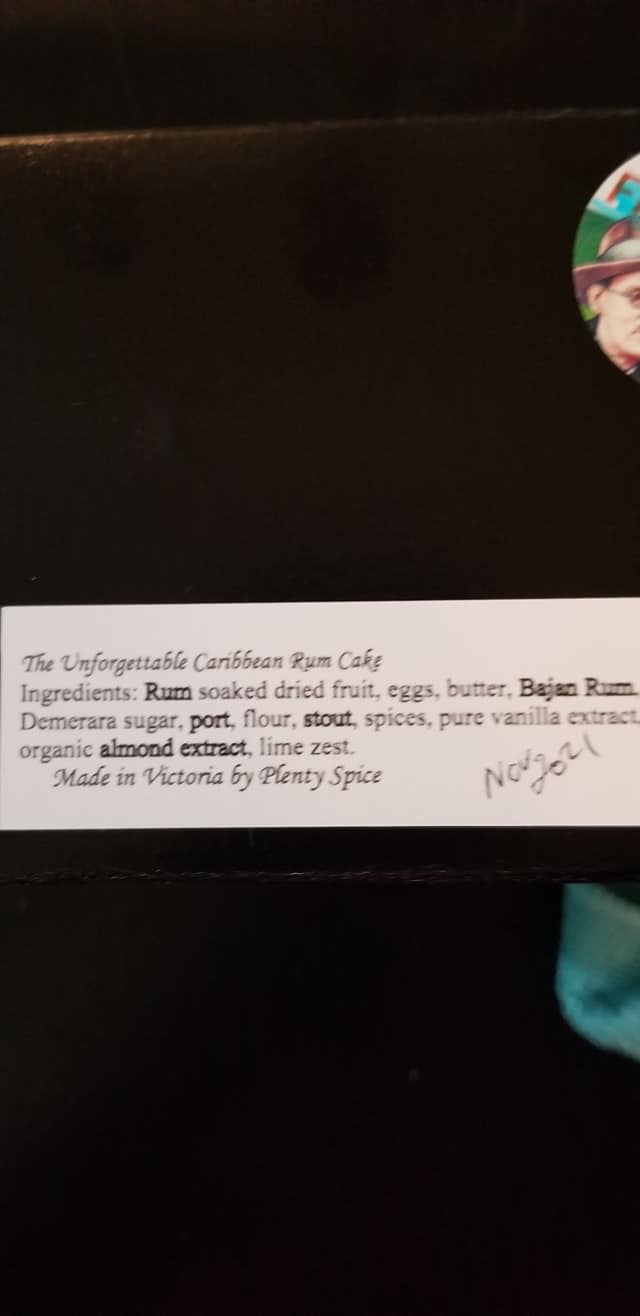 The Unforgettable Caribbean Rum Cake
Ingredients: Rum soaked dried fruit, eggs, butter, Bajan Rum
Demerara sugar, port, flour, stout, spices, pure vanilla extract,
organic almond extract, lime zest.
Made in Victoria by Plenty Spice
Nov 2021